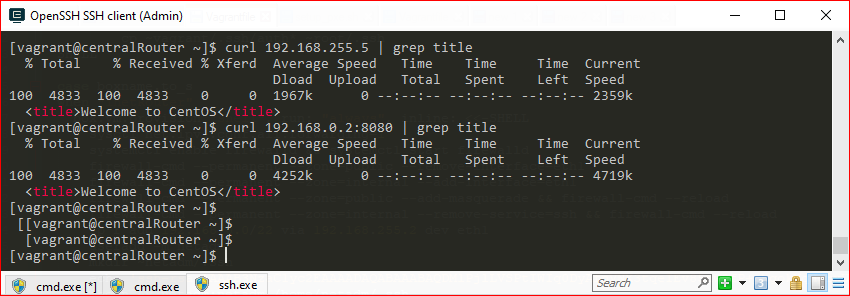 OpenSSH SSH client (Admin)
[vagrant@centralRouter ~]$ curl 192.168.255.5 | grep title
  % Total    % Received % Xferd  Average Speed   Time    Time     Time  Current
                                 Dload  Upload   Total   Spent    Left  Speed
100  4833  100  4833    0     0  1967k      0 --:--:-- --:--:-- --:--:-- 2359k
  <title>Welcome to CentOS</title>
[vagrant@centralRouter ~]$ curl 192.168.0.2:8080 | grep title
  % Total    % Received % Xferd  Average Speed   Time    Time     Time  Current
                                 Dload  Upload   Total   Spent    Left  Speed
100  4833  100  4833    0     0  4252k      0 --:--:-- --:--:-- --:--:-- 4719k
  <title>Welcome to CentOS</title>
[vagrant@centralRouter ~]$
 [[vagrant@centralRouter ~]$
  [vagrant@centralRouter ~]$
[vagrant@centralRouter ~]$
cmd.exe [*] cmd.exe ssh.exe Search